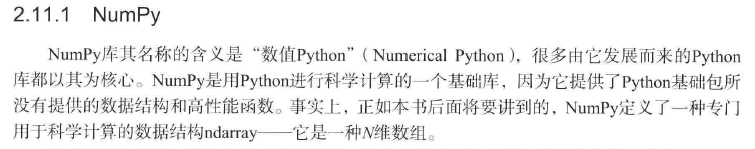 2.11.1 NumPy
NumPy库其名称的含义是“数值Python”（Numerical Python），很多由它发展而来的Python
库都以其为核心。NumPy是用Python进行科学计算的一个基础库，因为它提供了Python基础包所
没有提供的数据结构和高性能函数。事实上，正如本书后面将要讲到的，NumPy定义了一种专门
用于科学计算的数据结构ndarray——它是一种N维数组。